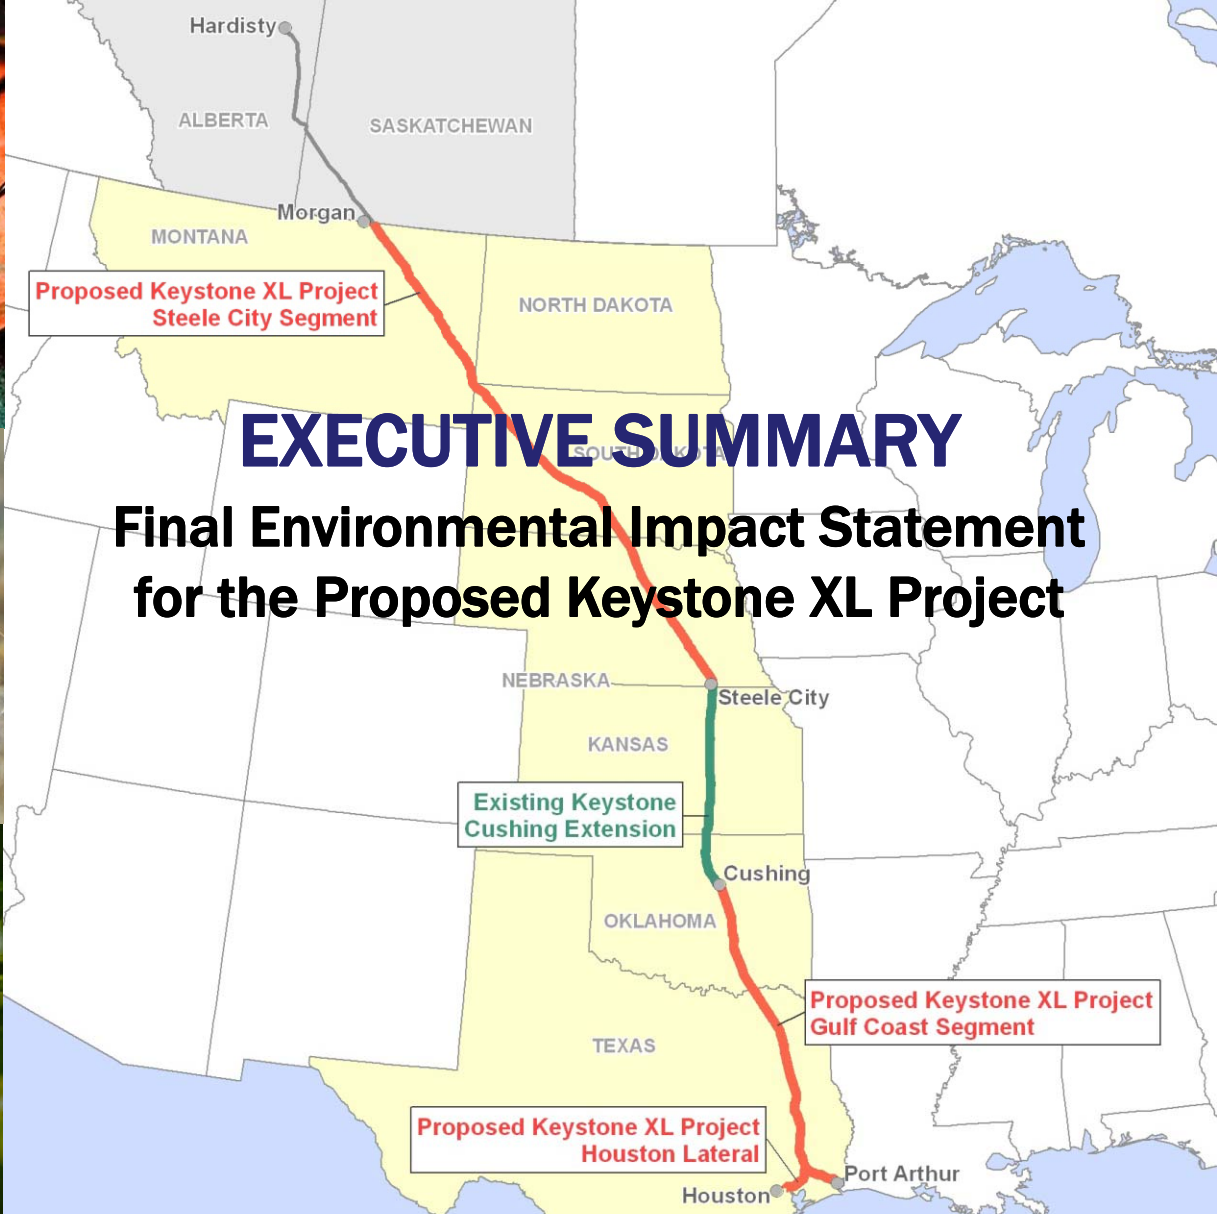 Hardisty
ALBERTA
SASKATCHEWAN
Morgan
MONTANA
Proposed Keystone XL Project
Steele City Segment
NORTH DAKOTA
EXECUTIVE SUMMARY
SOUTH DAKOTA
Final Environmental Impact Statement
for the Proposed Keystone XL Project
NEBRASKA
Steele City
KANSAS
Existing Keystone
Cushing Extension
Cushing
OKLAHOMA
Proposed Keystone XL Project
Gulf Coast Segment
TEXAS
Proposed Keystone XL Project
Houston Lateral
Port Arthur
Houston